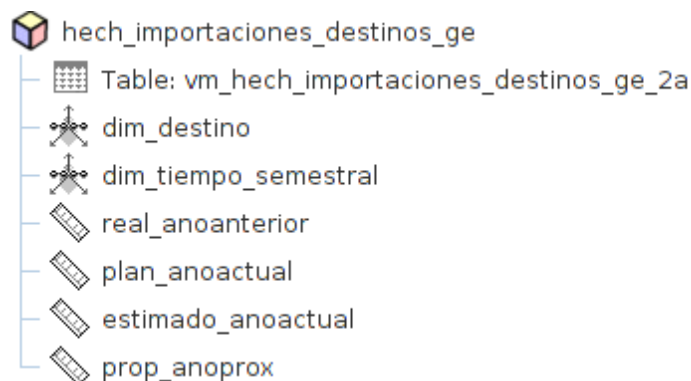 hech_importaciones_destinos_ge
Table: vm_hech_importaciones_destinos_ge_2a
dim_destino
dim_tiempo_semestral
real_anoanterior
plan_anoactual
estimado_anoactual
prop_anoprox